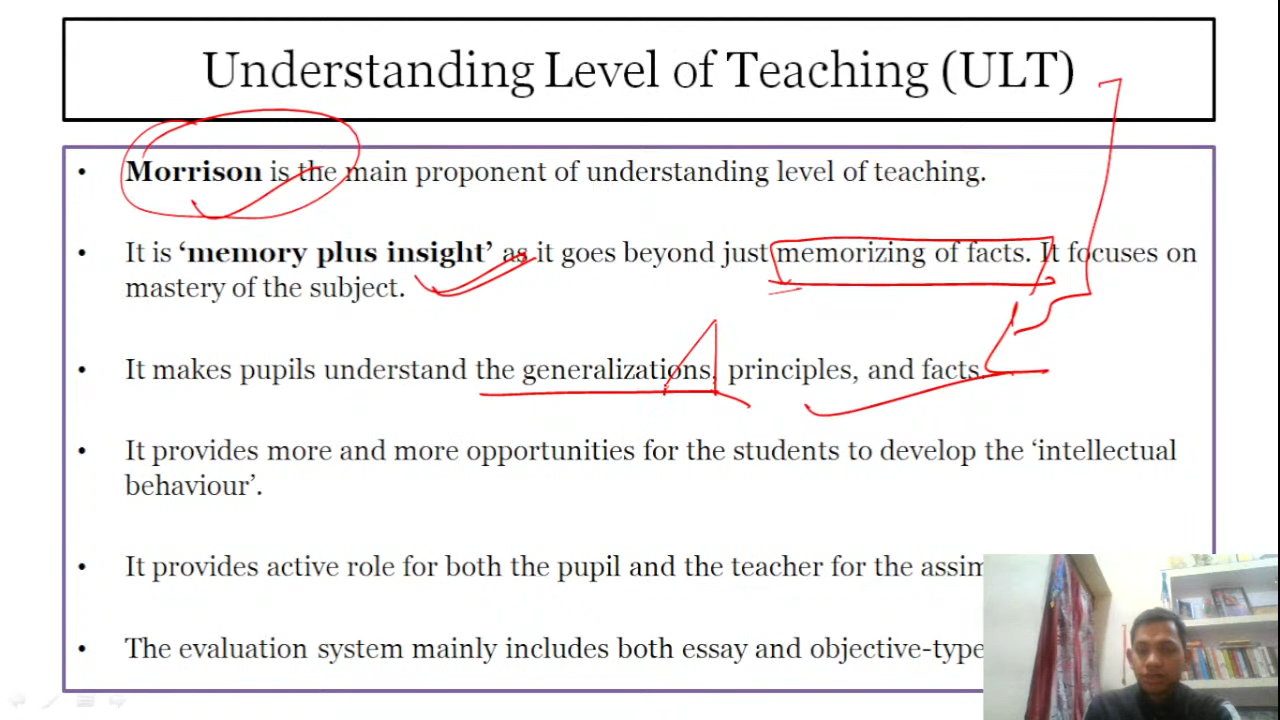 Understanding Level of Teaching (ULT)
• Morrison is the main proponent of understanding level of teaching.
• It is ‘memory plus insight’ as it goes beyond just memorizing of facts. It focuses on
mastery of the subject.
• It makes pupils understand the generalizations, principles, and facts.
• It provides more and more opportunities for the students to develop the ‘intellectual
behaviour’.
• It provides active role for both the pupil and the teacher for the assim
• The evaluation system mainly includes both essay and objective-type